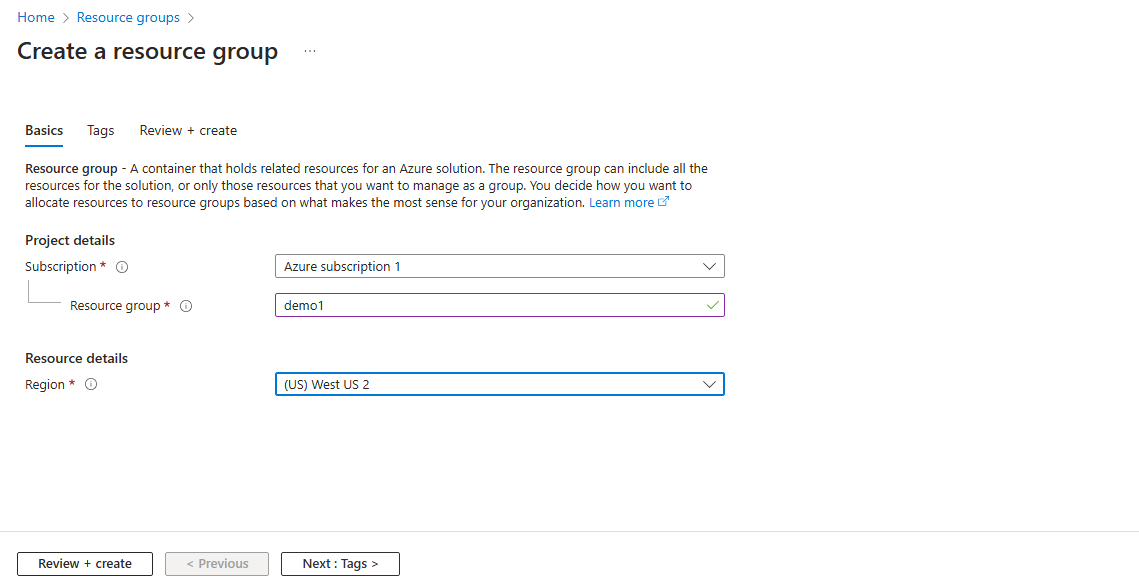 Home > Resource groups >
Create a resource group ...
Basics Tags Review + create
Resource group - A container that holds related resources for an Azure solution. The resource group can include all the
resources for the solution, or only those resources that you want to manage as a group. You decide how you want to
allocate resources to resource groups based on what makes the most sense for your organization. Learn more
Project details
Subscription * Azure subscription 1
Resource group * demo1
Resource details
Region * (US) West US 2
Review + create < Previous Next : Tags >